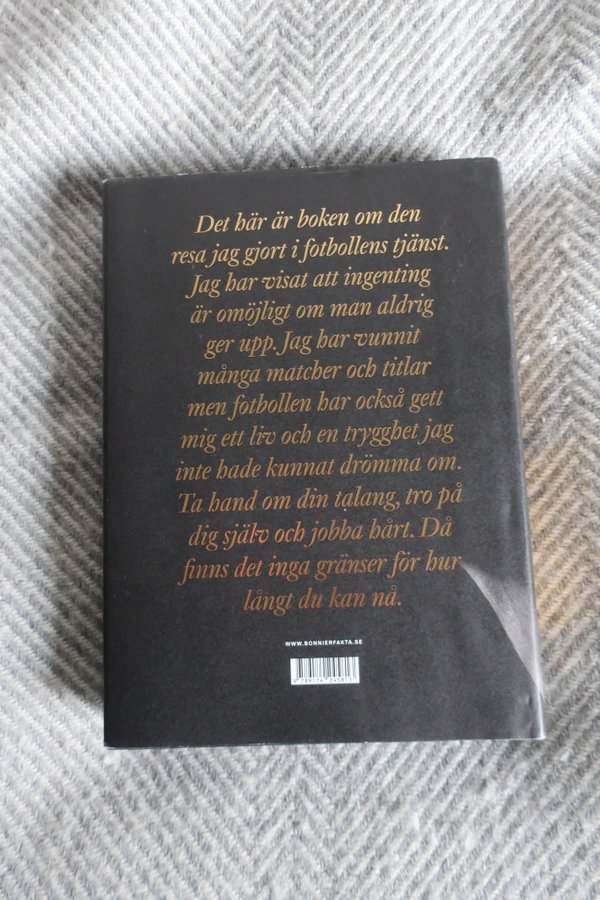 Det här är boken om den
resa jag gjort i fotbollens tjänst.
Jag har visat att ingenting
är omöjligt om man aldrig
ger upp. Jag har vunnit
många matcher och titlar
men fotbollen har också gett
mig ett liv och en trygghet jag
inte hade kunnat drömma om.
Ta hand om din talang, tro på
dig själv och jobba hårt. Då
finns det inga gränser för hur
långt du kan nå.
WWW.BONNIERFAKTA.SE
9 789174 245813